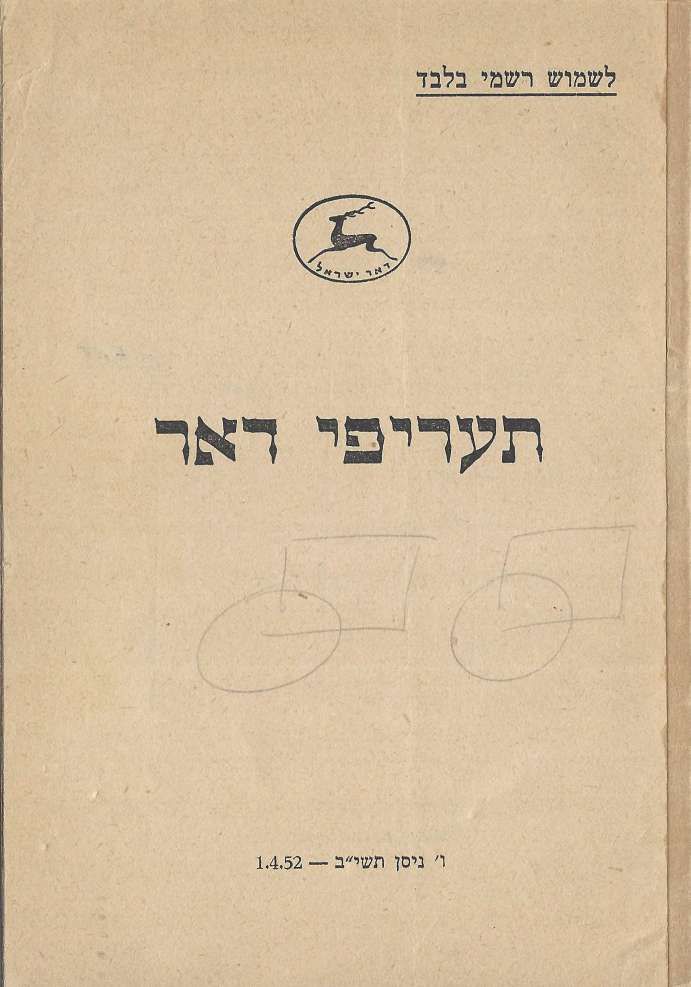 לשמוש רשמי בלבד
דאר ישראל
תעריפי דאר
ו׳ ניסן תשי״ב — 1.4.52